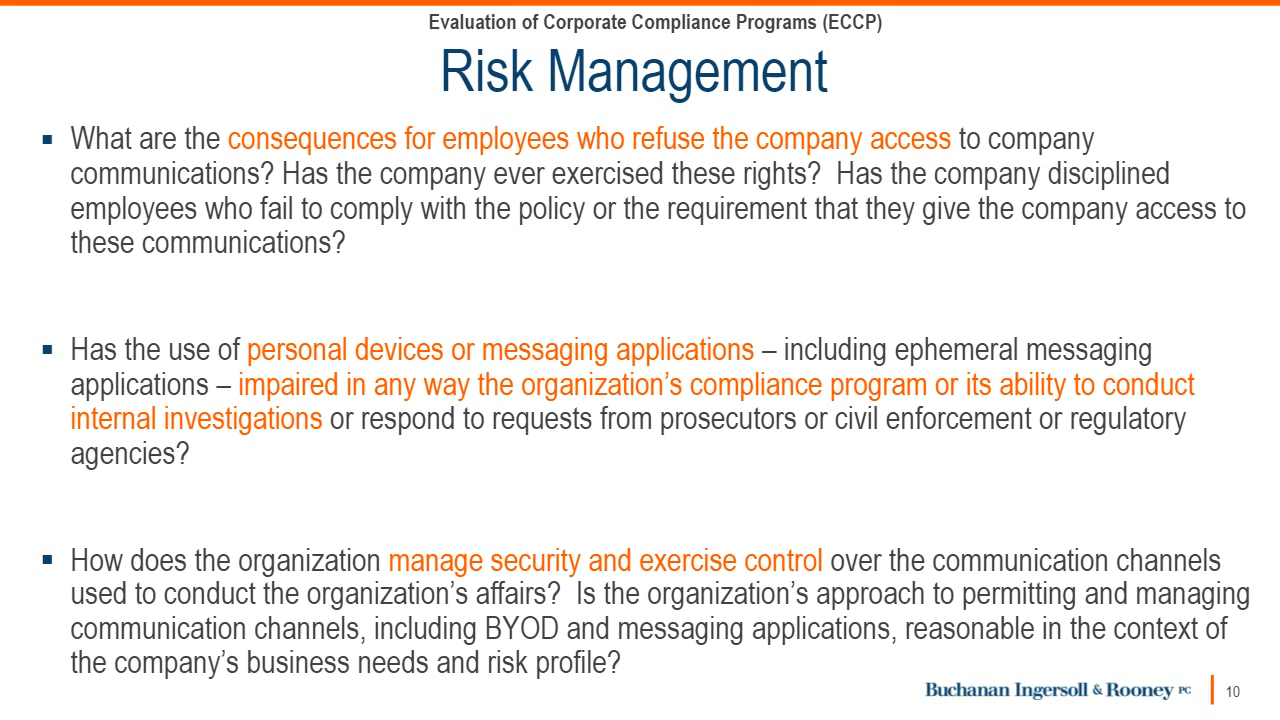 Evaluation of Corporate Compliance Programs (ECCP)
Risk Management
▪ What are the consequences for employees who refuse the company access to company
communications? Has the company ever exercised these rights?  Has the company disciplined
employees who fail to comply with the policy or the requirement that they give the company access to
these communications?
▪ Has the use of personal devices or messaging applications – including ephemeral messaging
applications – impaired in any way the organization’s compliance program or its ability to conduct
internal investigations or respond to requests from prosecutors or civil enforcement or regulatory
agencies?
▪ How does the organization manage security and exercise control over the communication channels
used to conduct the organization’s affairs?  Is the organization’s approach to permitting and managing
communication channels, including BYOD and messaging applications, reasonable in the context of
the company’s business needs and risk profile?
Buchanan Ingersoll & Rooney PC
10